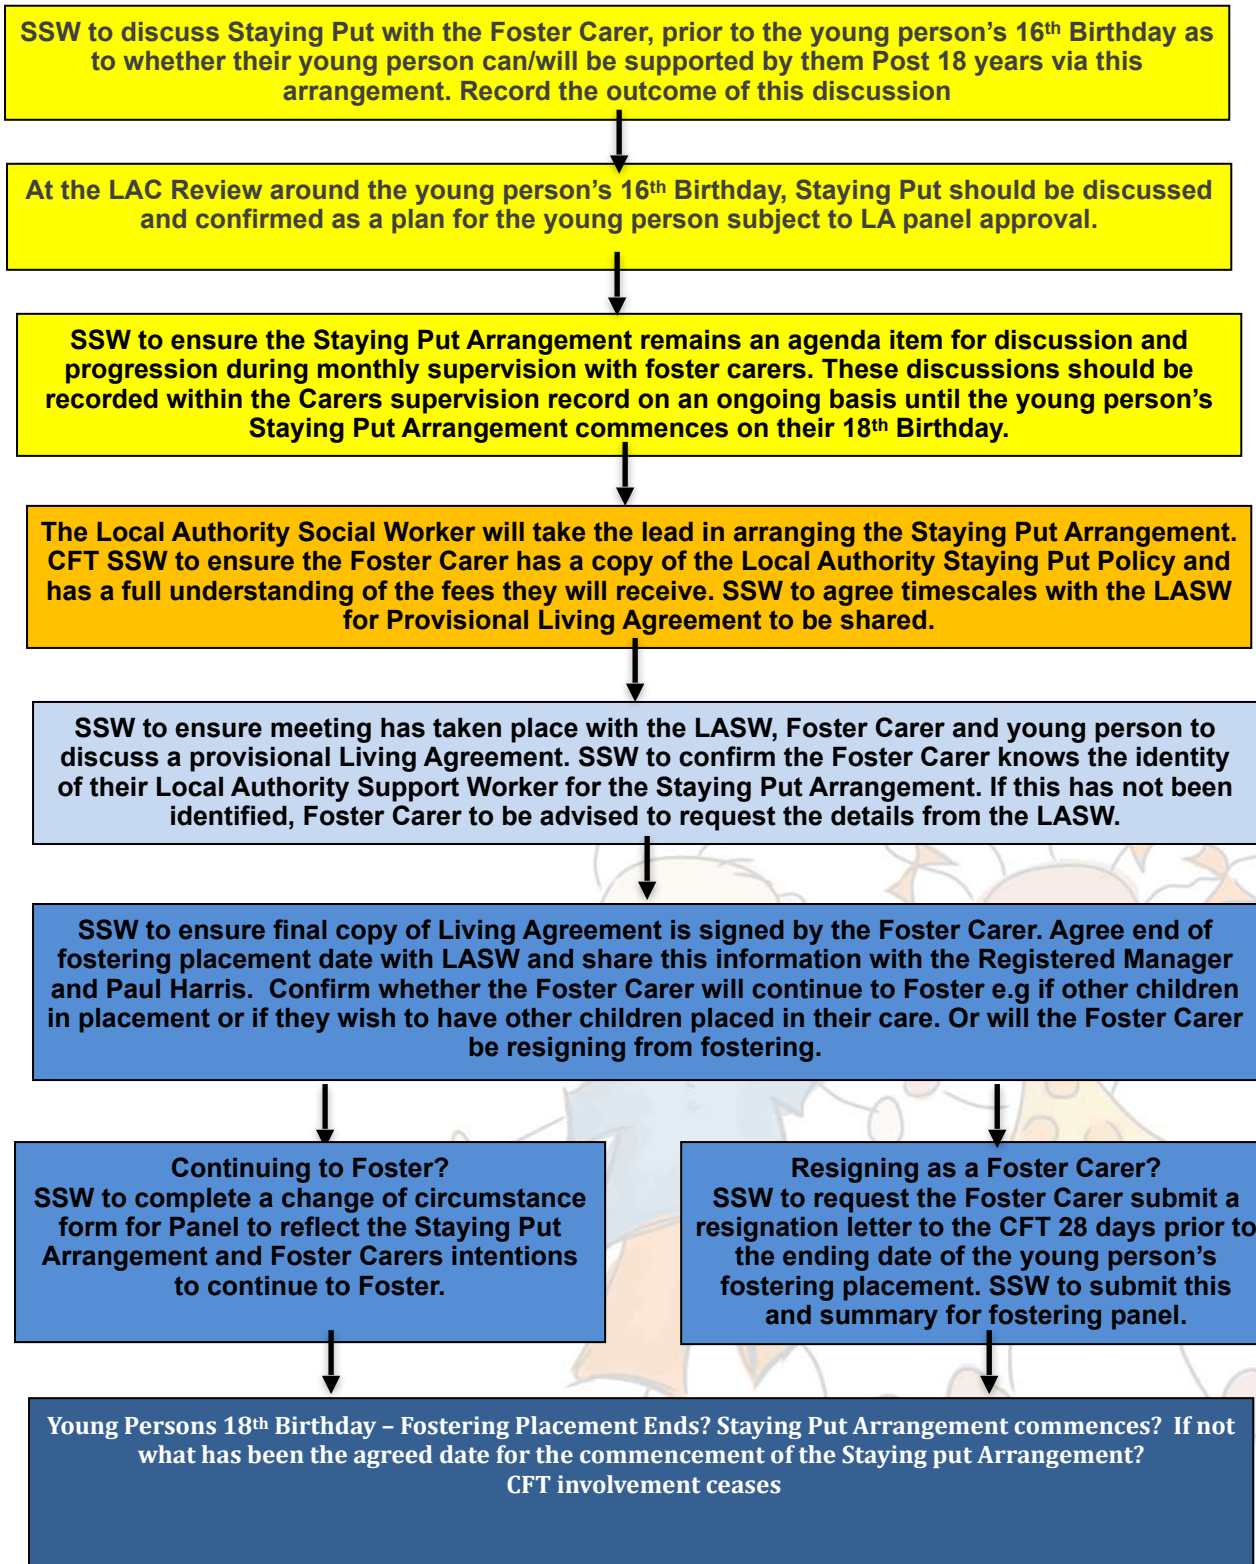 SSW to discuss Staying Put with the Foster Carer, prior to the young person's 16th Birthday as
to whether their young person can/will be supported by them Post 18 years via this
arrangement. Record the outcome of this discussion
At the LAC Review around the young person's 16th Birthday, Staying Put should be discussed
and confirmed as a plan for the young person subject to LA panel approval.
SSW to ensure the Staying Put Arrangement remains an agenda item for discussion and
progression during monthly supervision with foster carers. These discussions should be
recorded within the Carers supervision record on an ongoing basis until the young person's
Staying Put Arrangement commences on their 18th Birthday.
The Local Authority Social Worker will take the lead in arranging the Staying Put Arrangement.
CFT SSW to ensure the Foster Carer has a copy of the Local Authority Staying Put Policy and
has a full understanding of the fees they will receive. SSW to agree timescales with the LASW
for Provisional Living Agreement to be shared.
SSW to ensure meeting has taken place with the LASW, Foster Carer and young person to
discuss a provisional Living Agreement. SSW to confirm the Foster Carer knows the identity
of their Local Authority Support Worker for the Staying Put Arrangement. If this has not been
identified, Foster Carer to be advised to request the details from the LASW.
SSW to ensure final copy of Living Agreement is signed by the Foster Carer. Agree end of
fostering placement date with LASW and share this information with the Registered Manager
and Paul Harris.  Confirm whether the Foster Carer will continue to Foster e.g if other children
in placement or if they wish to have other children placed in their care. Or will the Foster Carer
be resigning from fostering.
Continuing to Foster?
SSW to complete a change of circumstance
form for Panel to reflect the Staying Put
Arrangement and Foster Carers intentions
to continue to Foster.
Resigning as a Foster Carer?
SSW to request the Foster Carer submit a
resignation letter to the CFT 28 days prior to
the ending date of the young person's
fostering placement. SSW to submit this
and summary for fostering panel.
Young Persons 18th Birthday – Fostering Placement Ends? Staying Put Arrangement commences?  If not
what has been the agreed date for the commencement of the Staying put Arrangement?
CFT involvement ceases